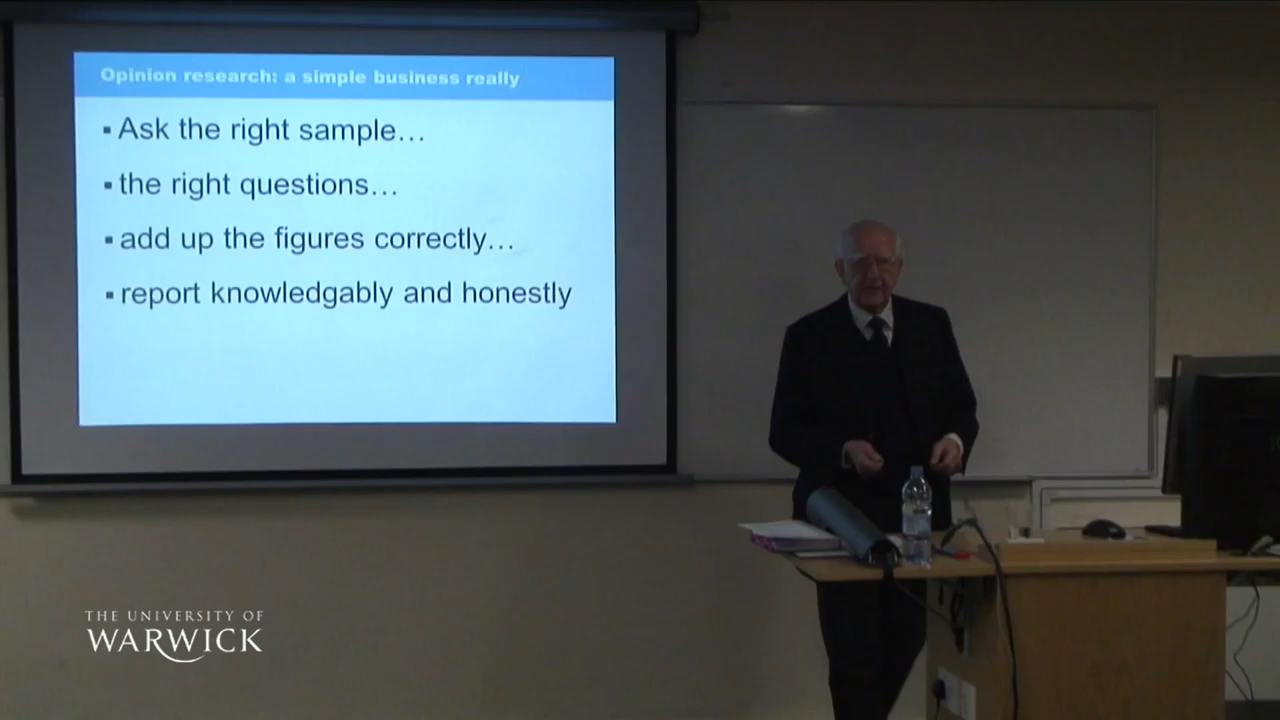 Opinion research: a simple business really
▪ Ask the right sample…
▪ the right questions…
▪ add up the figures correctly…
▪ report knowledgably and honestly
THE UNIVERSITY OF
WARWICK